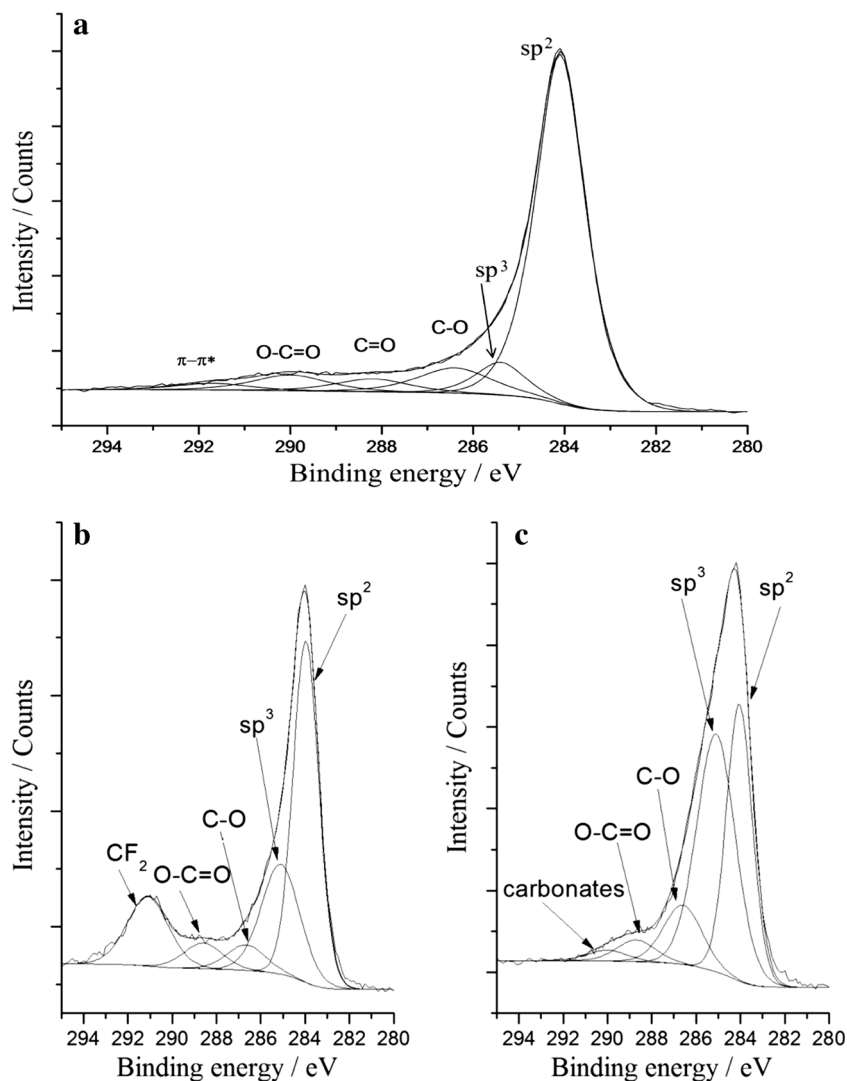 a
sp²
sp³
C-O
C=O
O-C=O
π–π*
Intensity / Counts
294 292 290 288 286 284 282 280
Binding energy / eV
b
sp²
sp³
C-O
CF₂
O-C=O
Intensity / Counts
294 292 290 288 286 284 282 280
Binding energy / eV
c
sp³
sp²
C-O
O-C=O
carbonates
Intensity / Counts
294 292 290 288 286 284 282 280
Binding energy / eV